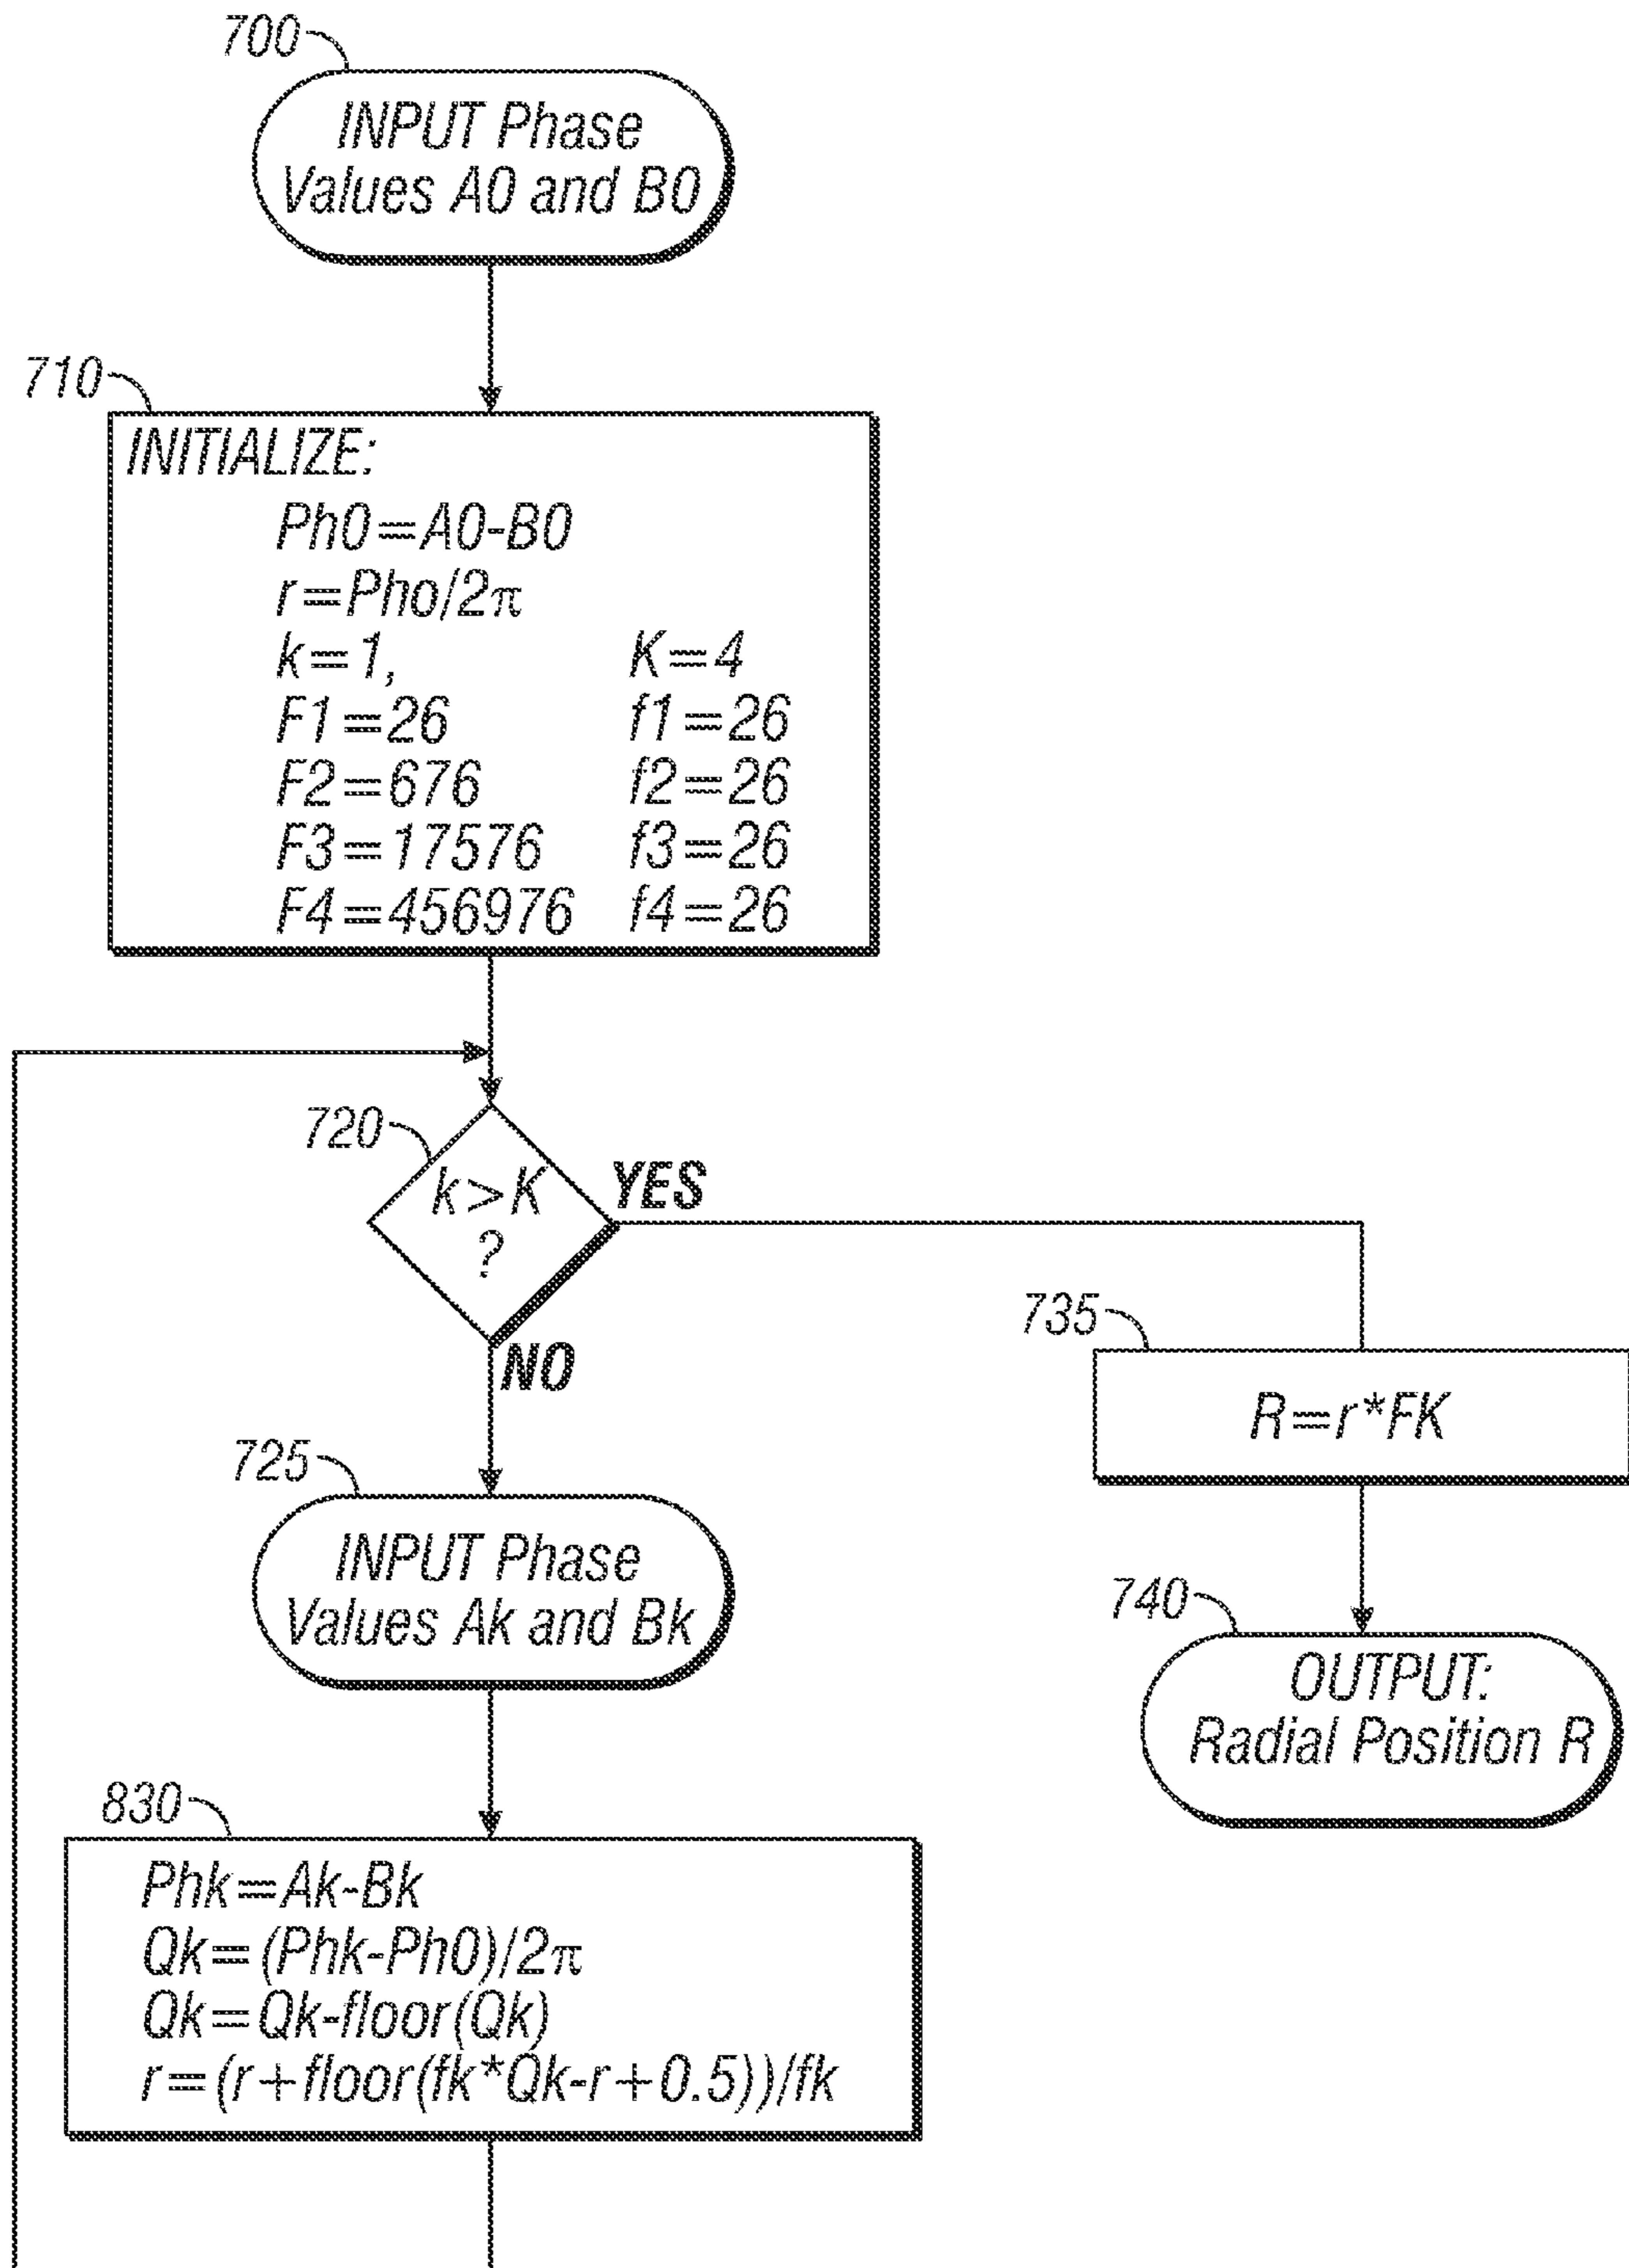 700
INPUT Phase
Values A0 and B0
710
INITIALIZE:
Ph0=A0-B0
r=Pho/2π
k=1, K=4
F1=26 f1=26
F2=676 f2=26
F3=17576 f3=26
F4=456976 f4=26
720
k>K
?
YES
NO
735
R=r*FK
725
INPUT Phase
Values Ak and Bk
740
OUTPUT:
Radial Position R
830
Phk=Ak-Bk
Qk=(Phk-Ph0)/2π
Qk=Qk-floor(Qk)
r=(r+floor(fk*Qk-r+0.5))/fk